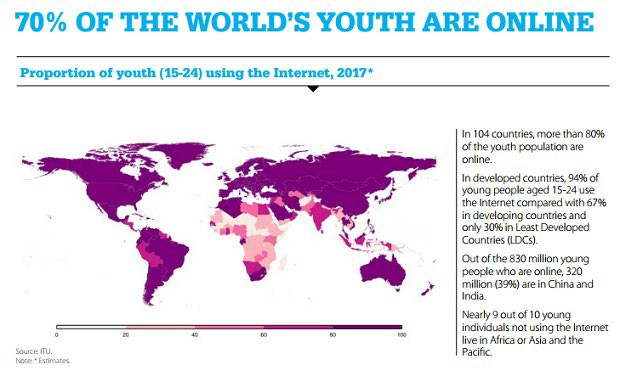 70% OF THE WORLD'S YOUTH ARE ONLINE
Proportion of youth (15-24) using the Internet, 2017*
In 104 countries, more than 80%
of the youth population are
online.
In developed countries, 94% of
young people aged 15-24 use
the Internet compared with 67%
in developing countries and
only 30% in Least Developed
Countries (LDCs).
Out of the 830 million young
people who are online, 320
million (39%) are in China and
India.
Nearly 9 out of 10 young
individuals not using the Internet
live in Africa or Asia and the
Pacific.
0 20 40 60 80 100
Source: ITU.
Note: * Estimates.